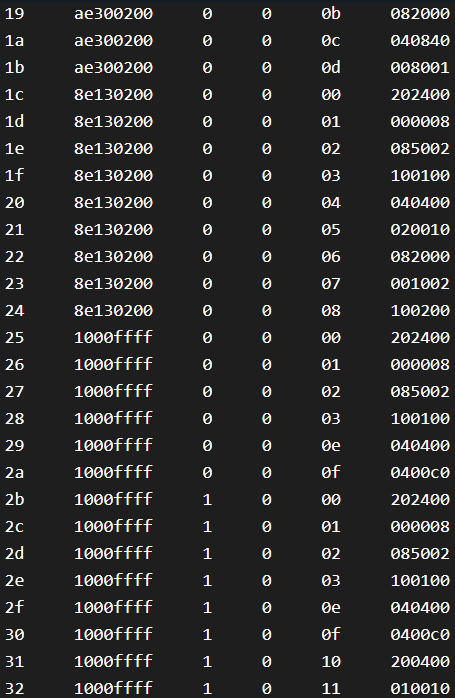 19 ae300200 0 0 0b 082000
1a ae300200 0 0 0c 040840
1b ae300200 0 0 0d 008001
1c 8e130200 0 0 00 202400
1d 8e130200 0 0 01 000008
1e 8e130200 0 0 02 085002
1f 8e130200 0 0 03 100100
20 8e130200 0 0 04 040400
21 8e130200 0 0 05 020010
22 8e130200 0 0 06 082000
23 8e130200 0 0 07 001002
24 8e130200 0 0 08 100200
25 1000ffff 0 0 00 202400
26 1000ffff 0 0 01 000008
27 1000ffff 0 0 02 085002
28 1000ffff 0 0 03 100100
29 1000ffff 0 0 0e 040400
2a 1000ffff 0 0 0f 0400c0
2b 1000ffff 1 0 00 202400
2c 1000ffff 1 0 01 000008
2d 1000ffff 1 0 02 085002
2e 1000ffff 1 0 03 100100
2f 1000ffff 1 0 0e 040400
30 1000ffff 1 0 0f 0400c0
31 1000ffff 1 0 10 200400
32 1000ffff 1 0 11 010010